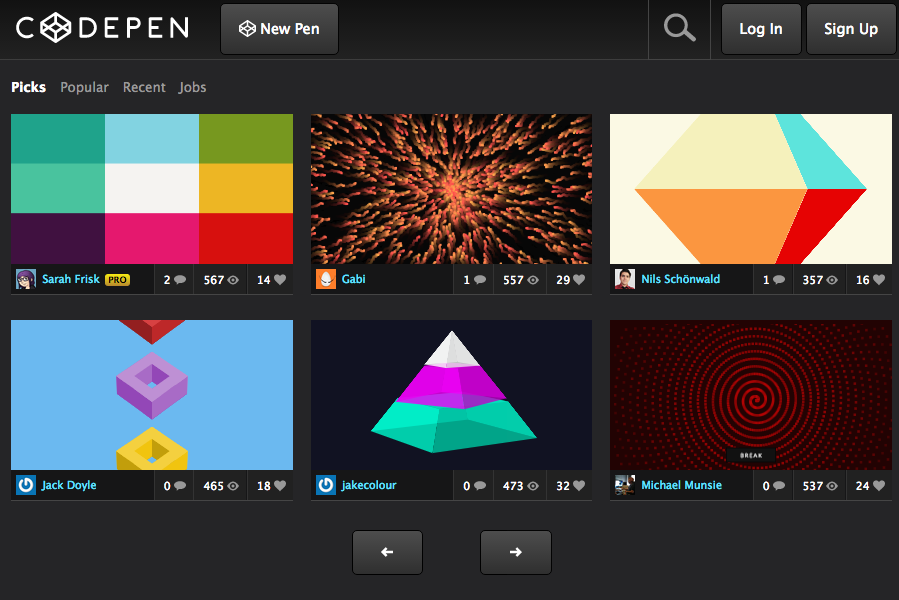 CODEPEN New Pen Log In Sign Up
Picks Popular Recent Jobs
Sarah Frisk PRO 2 567 14
Gabi 1 557 29
Nils Schönwald 1 357 16
BREAK
Jack Doyle 0 465 18
jakecolour 0 473 32
Michael Munsie 0 537 24